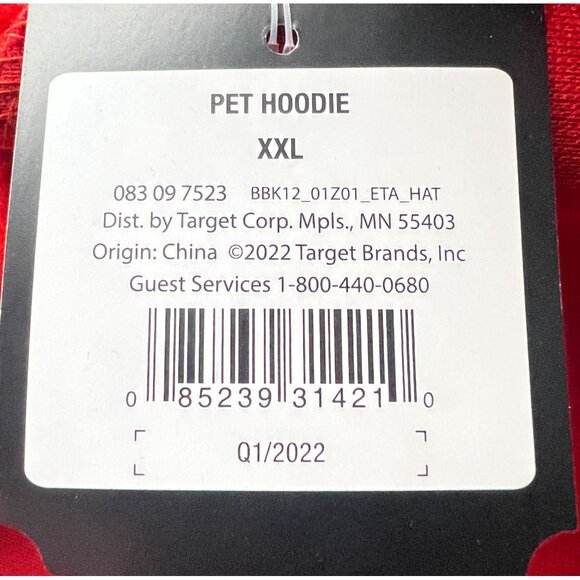 PET HOODIE
XXL
083 09 7523 BBK12_01Z01_ETA_HAT
Dist. by Target Corp. Mpls., MN 55403
Origin: China ©2022 Target Brands, Inc
Guest Services 1-800-440-0680
0 85239 31421 0
Q1/2022